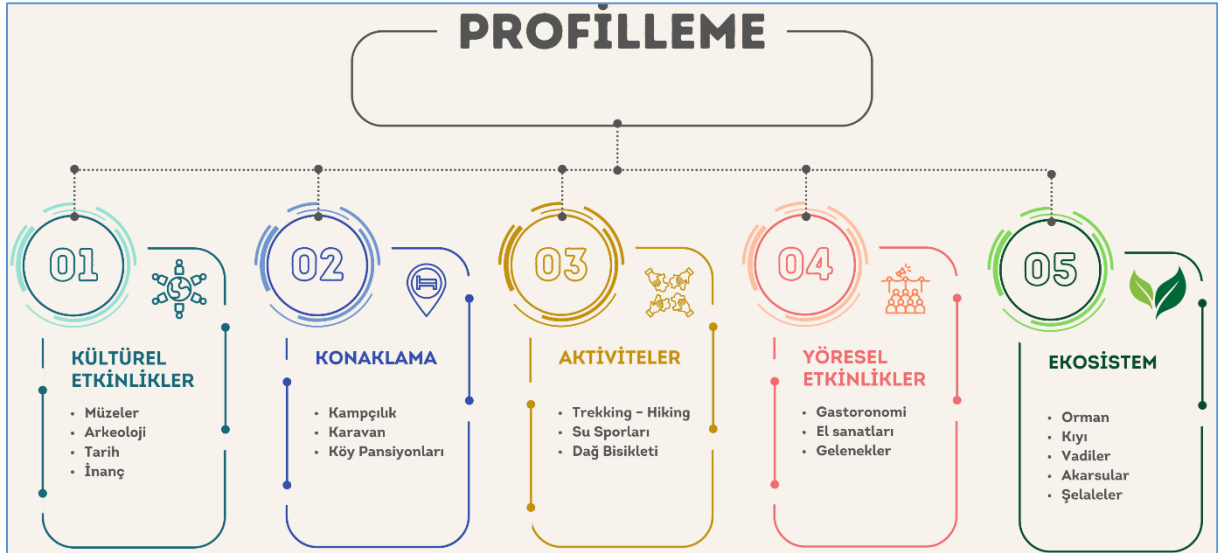 PROFİLLEME
01
KÜLTÜREL
ETKİNLİKLER
• Müzeler
• Arkeoloji
• Tarih
• İnanç
02
KONAKLAMA
• Kampçılık
• Karavan
• Köy Pansiyonları
03
AKTİVİTELER
• Trekking – Hiking
• Su Sporları
• Dağ Bisikleti
04
YÖRESEL
ETKİNLİKLER
• Gastoronomi
• El sanatları
• Gelenekler
05
EKOSİSTEM
• Orman
• Kıyı
• Vadiler
• Akarsular
• Şelaleler